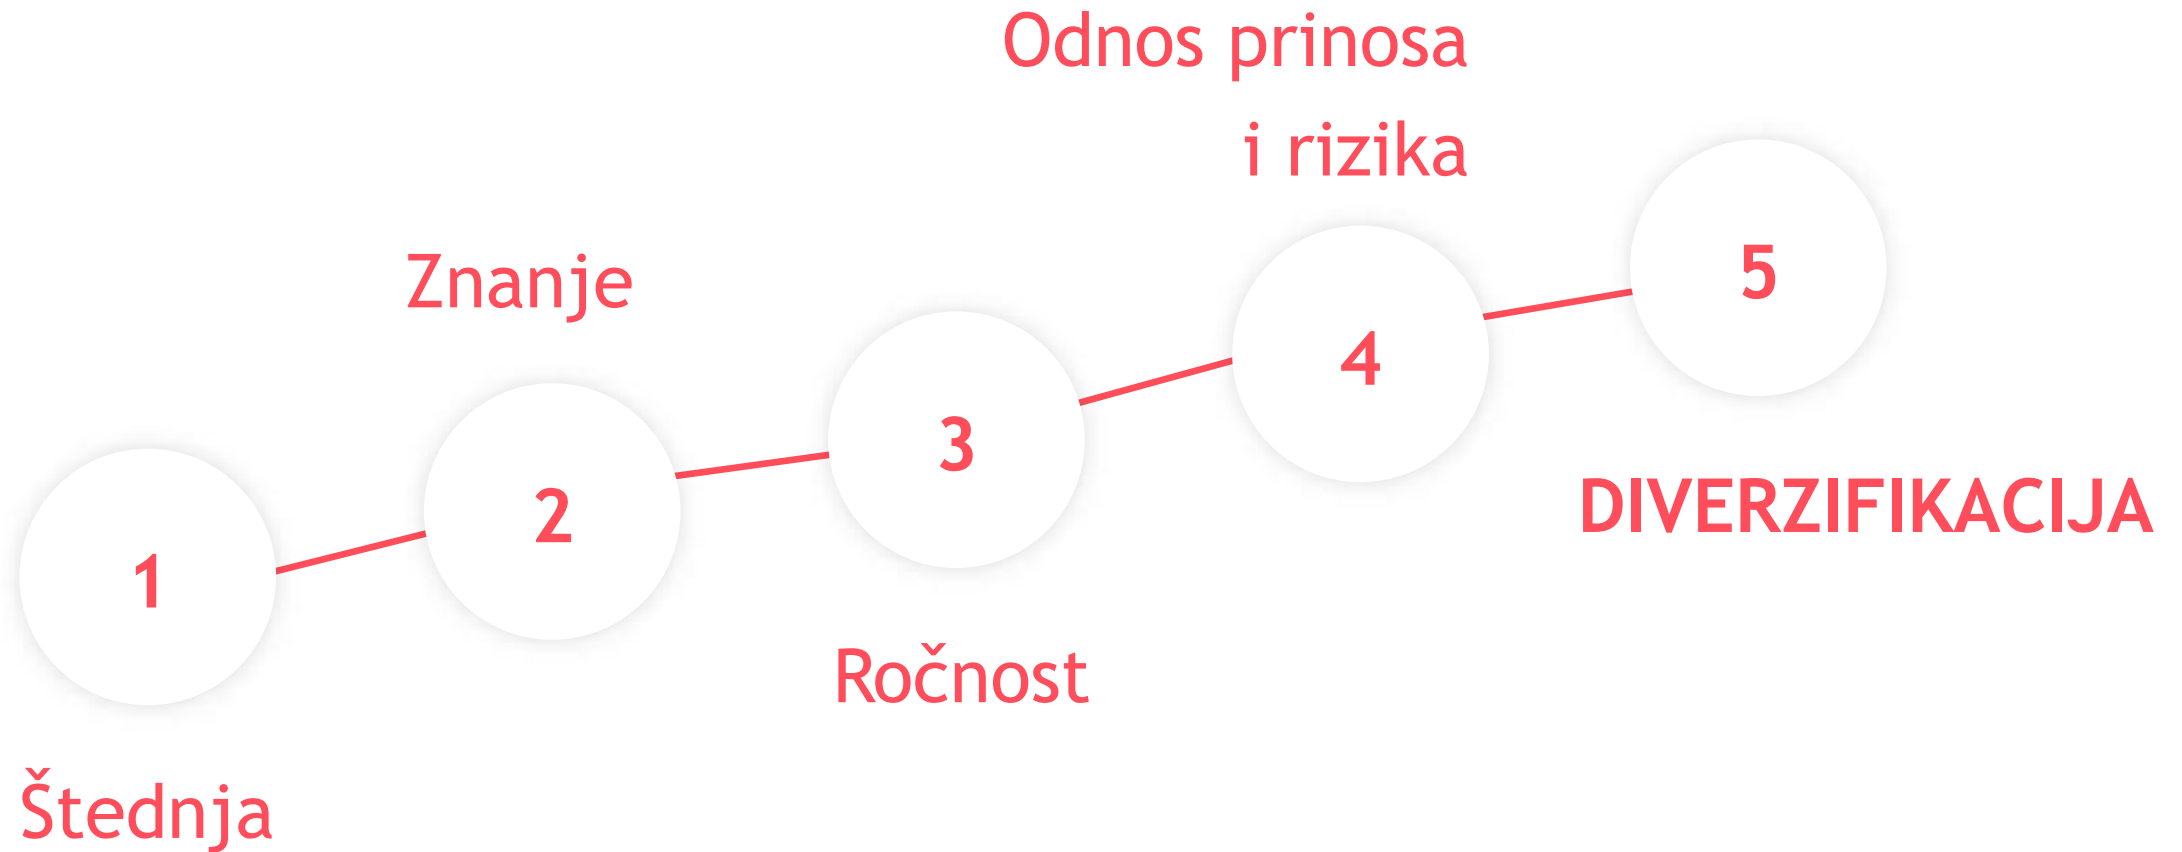 1
Štednja
2
Znanje
3
Ročnost
4
Odnos prinosa
i rizika
5
DIVERZIFIKACIJA